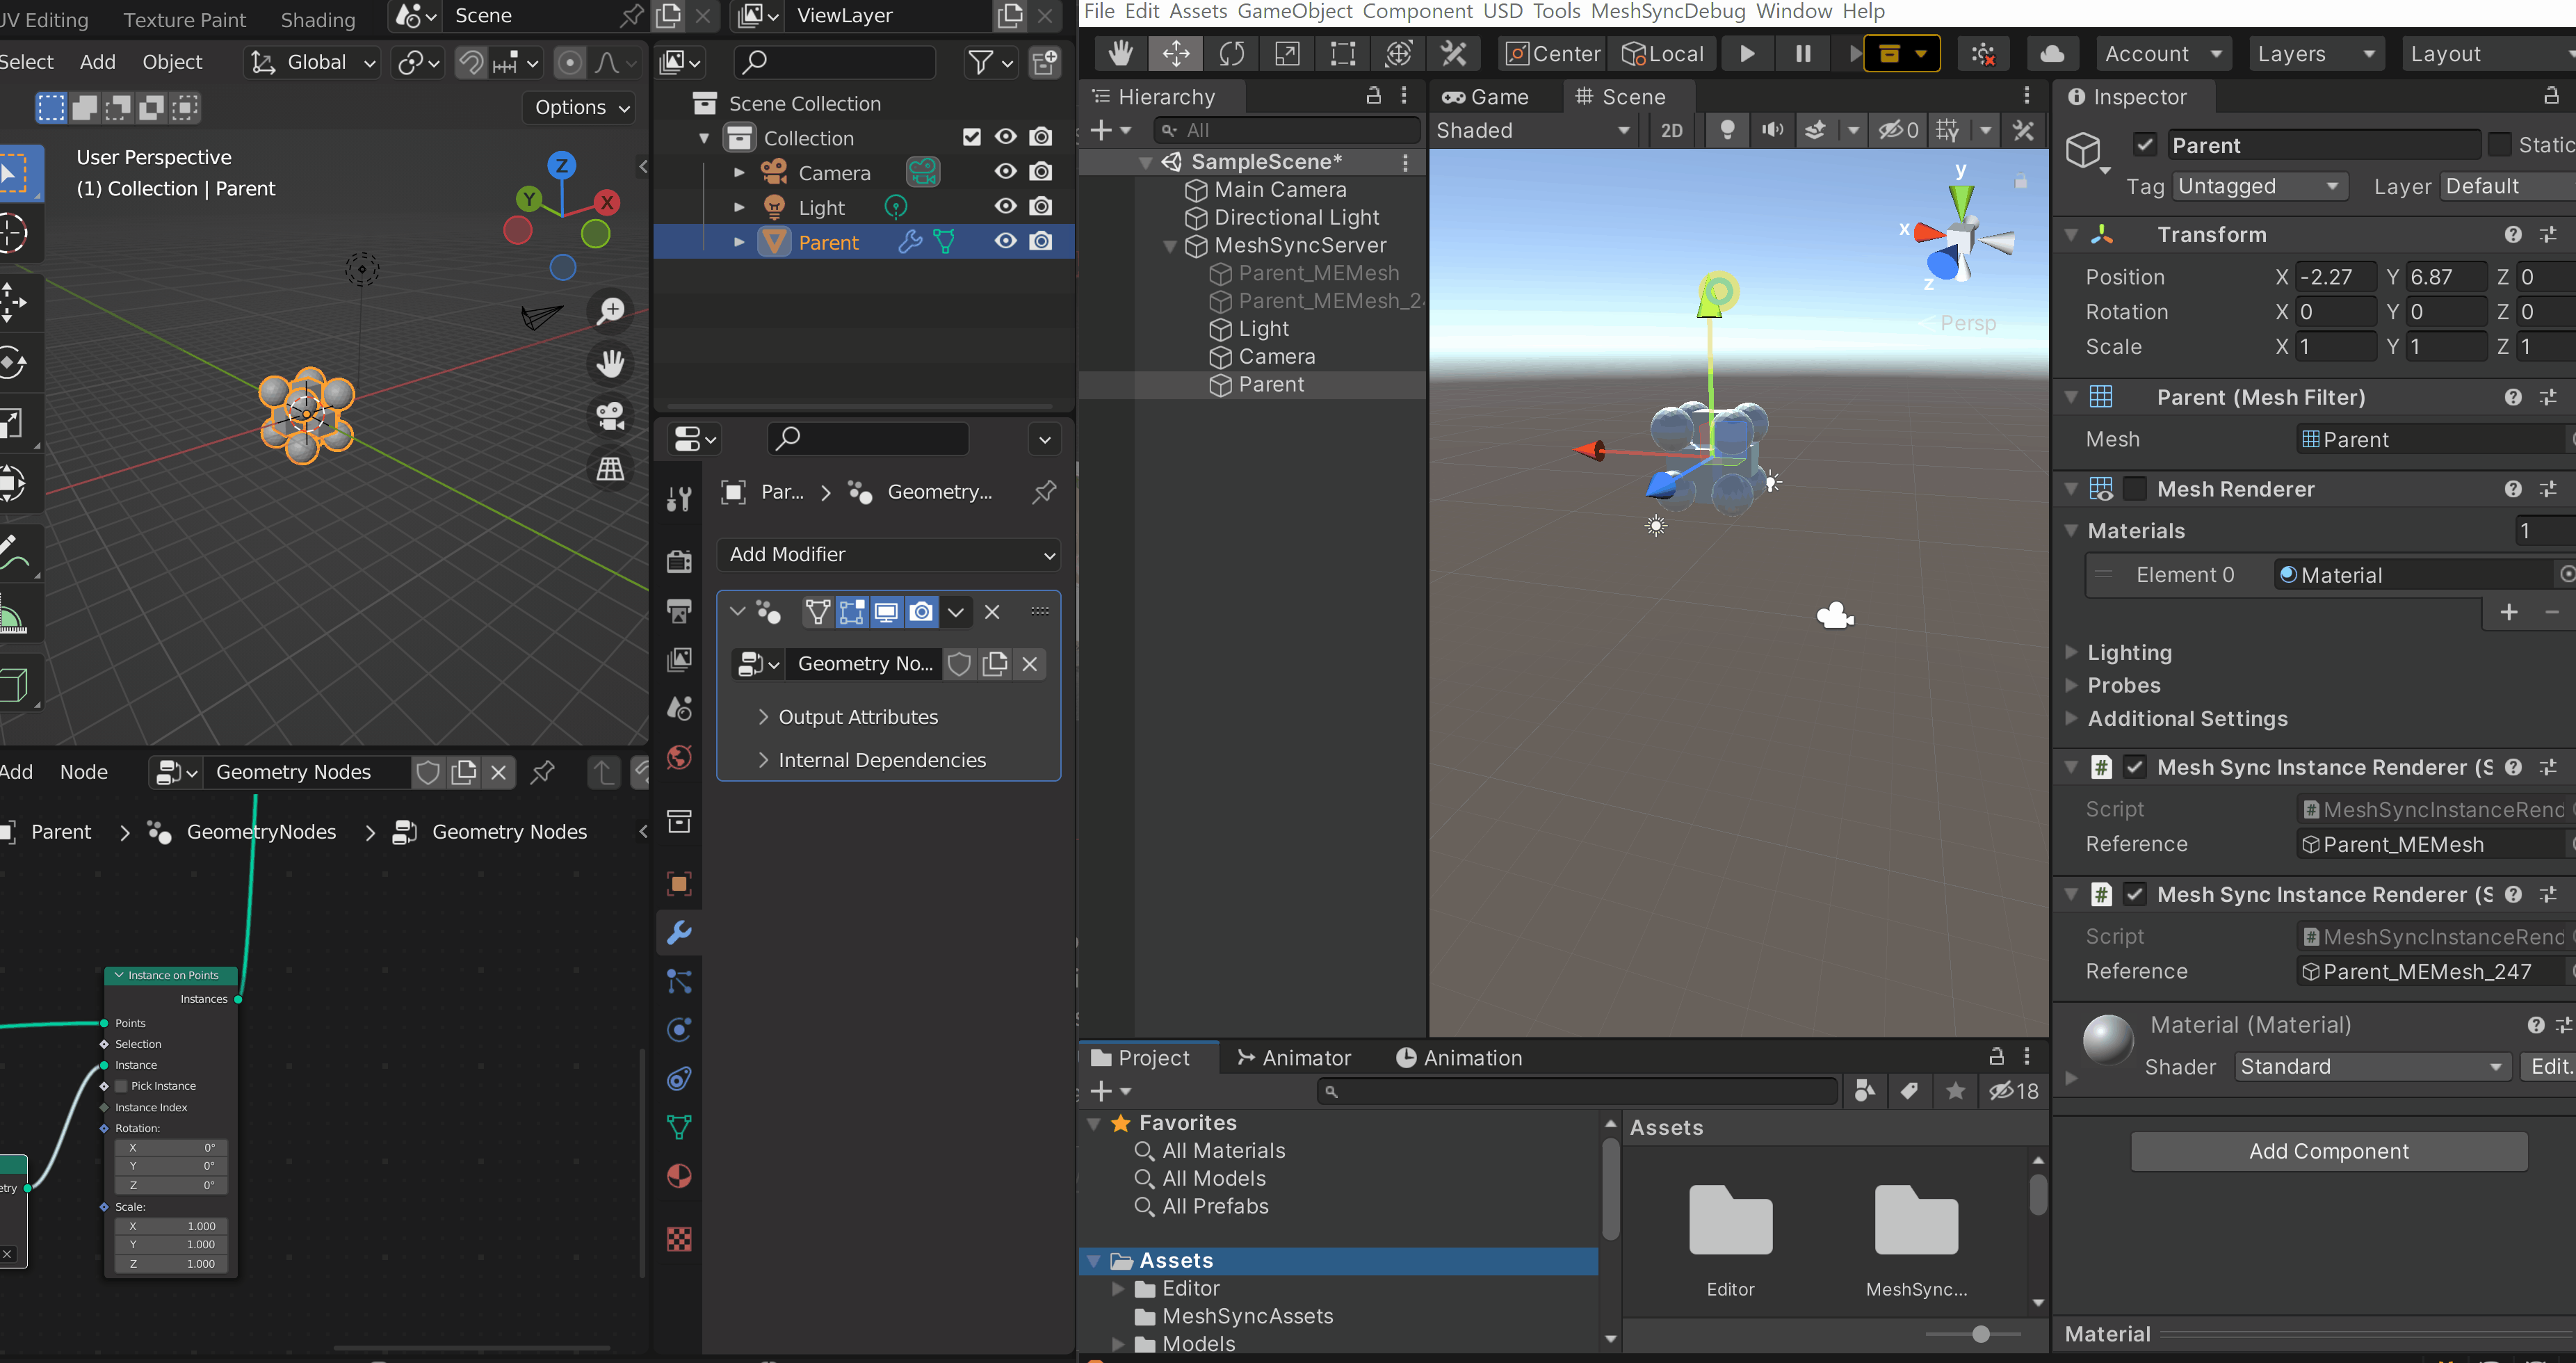 UV Editing
Texture Paint
Shading
Scene
ViewLayer
Select
Add
Object
Global
Options
User Perspective
(1) Collection | Parent
Z
Y
X
Scene Collection
Collection
Camera
Light
Parent
Par...
Geometry...
Add Modifier
Geometry No...
Output Attributes
Internal Dependencies
Add
Node
Geometry Nodes
Parent
GeometryNodes
Geometry Nodes
Instance on Points
Instances
Points
Selection
Instance
Pick Instance
Instance Index
Rotation:
X 0°
Y 0°
Z 0°
Scale:
X 1.000
Y 1.000
Z 1.000
etry
File Edit Assets GameObject Component USD Tools MeshSyncDebug Window Help
Center
Local
Account
Layers
Layout
Hierarchy
All
SampleScene*
Main Camera
Directional Light
MeshSyncServer
Parent_MEMesh
Parent_MEMesh_2
Light
Camera
Parent
Game
Scene
Shaded
2D
0
y
x
z
Persp
Project
Animator
Animation
18
Favorites
All Materials
All Models
All Prefabs
Assets
Editor
MeshSyncAssets
Models
Assets
Editor
MeshSync...
Inspector
Parent
Static
Tag Untagged
Layer Default
Transform
Position X -2.27 Y 6.87 Z 0
Rotation X 0 Y 0 Z 0
Scale X 1 Y 1 Z 1
Parent (Mesh Filter)
Mesh Parent
Mesh Renderer
Materials 1
Element 0 Material
Lighting
Probes
Additional Settings
Mesh Sync Instance Renderer (S
Script MeshSyncInstanceRend
Reference Parent_MEMesh
Mesh Sync Instance Renderer (S
Script MeshSyncInstanceRend
Reference Parent_MEMesh_247
Material (Material)
Shader Standard Edit.
Add Component
Material